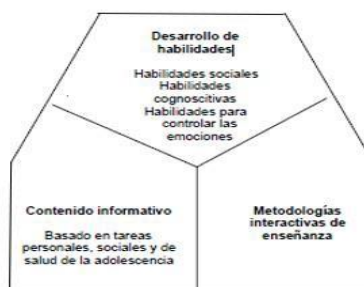 Desarrollo de
habilidades
Habilidades sociales
Habilidades
cognoscitivas
Habilidades para
controlar las
emociones
Contenido informativo
Basado en tareas
personales, sociales y de
salud de la adolescencia
Metodologías
interactivas de
enseñanza